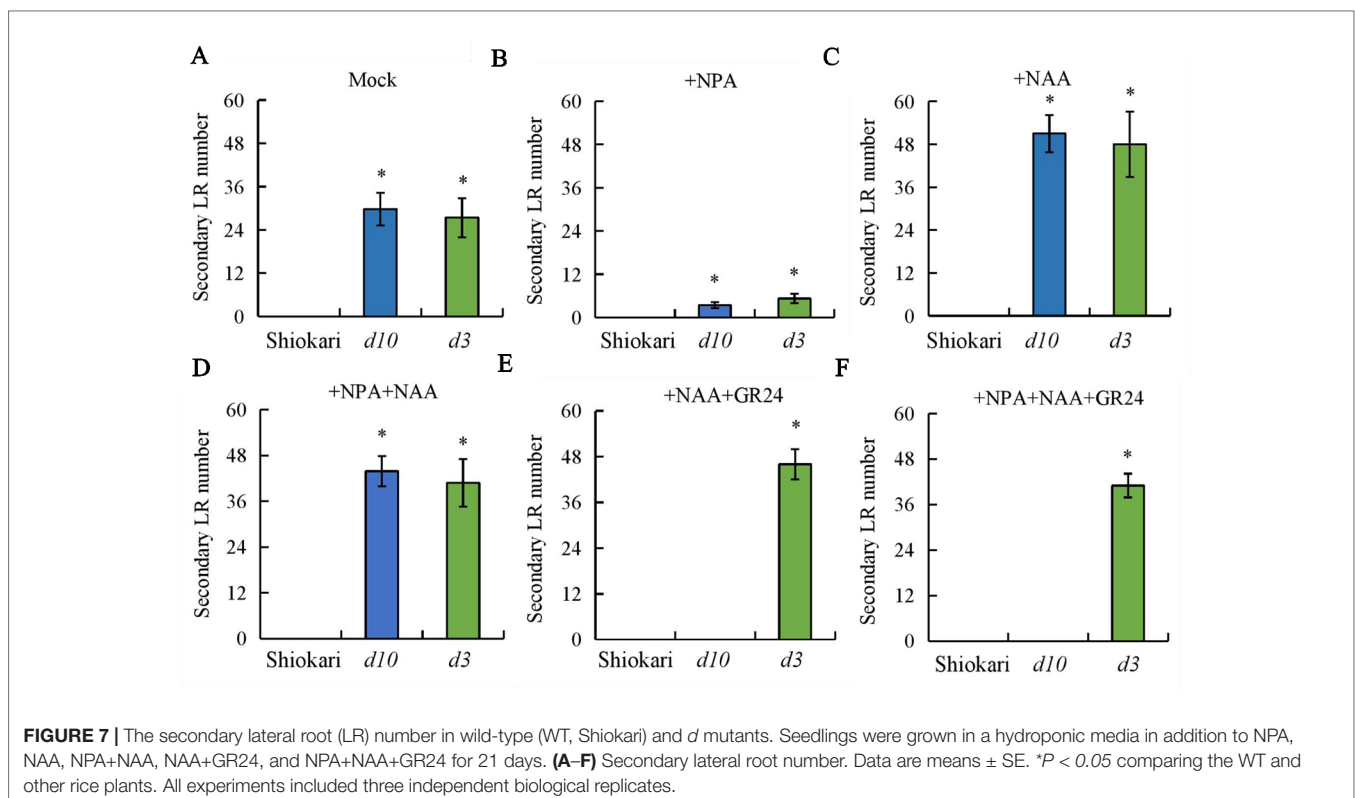 A
Mock
Secondary LR number
60
48
36
24
12
0
*
*
Shiokari d10 d3
B
+NPA
Secondary LR number
60
48
36
24
12
0
*
*
Shiokari d10 d3
C
+NAA
Secondary LR number
60
48
36
24
12
0
*
*
Shiokari d10 d3
D
+NPA+NAA
Secondary LR number
60
48
36
24
12
0
*
*
Shiokari d10 d3
E
+NAA+GR24
Secondary LR number
60
48
36
24
12
0
*
Shiokari d10 d3
F
+NPA+NAA+GR24
Secondary LR number
60
48
36
24
12
0
*
Shiokari d10 d3
FIGURE 7 | The secondary lateral root (LR) number in wild-type (WT, Shiokari) and d mutants. Seedlings were grown in a hydroponic media in addition to NPA,
NAA, NPA+NAA, NAA+GR24, and NPA+NAA+GR24 for 21 days. (A–F) Secondary lateral root number. Data are means ± SE. *P < 0.05 comparing the WT and
other rice plants. All experiments included three independent biological replicates.